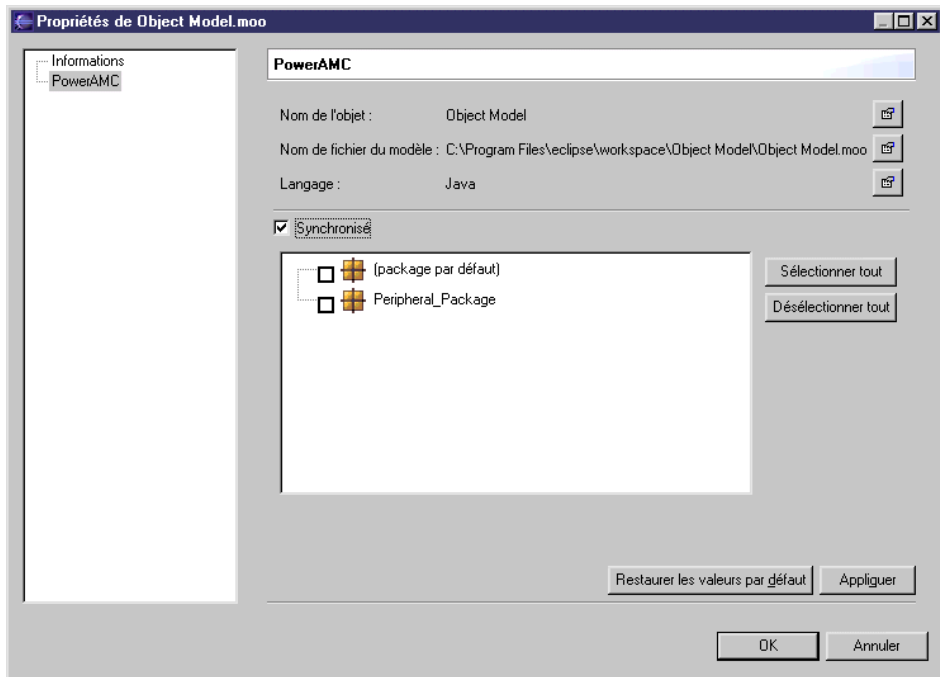 Propriétés de Object Model.moo
Informations
PowerAMC
PowerAMC
Nom de l'objet : Object Model
Nom de fichier du modèle : C:\Program Files\eclipse\workspace\Object Model\Object Model.moo
Langage : Java
Synchronisé
(package par défaut)
Peripheral_Package
Sélectionner tout
Désélectionner tout
Restaurer les valeurs par défaut
Appliquer
OK
Annuler